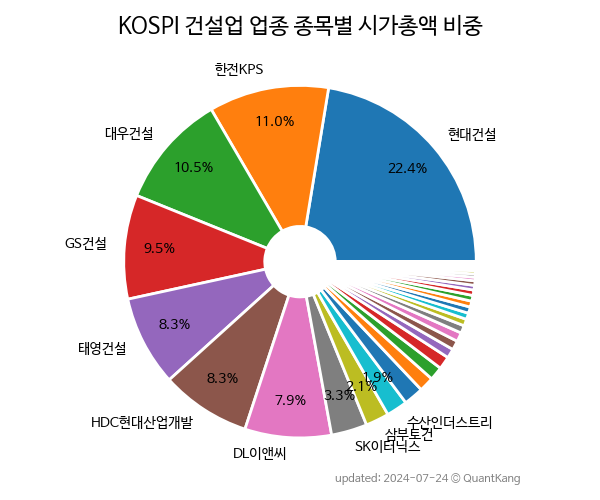 KOSPI 건설업 업종 종목별 시가총액 비중
한전KPS
대우건설
현대건설
11.0%
10.5%
22.4%
GS건설
9.5%
태영건설
8.3%
HDC현대산업개발
8.3%
DL이앤씨
7.9%
3.3%
2.1%
1.9%
수산인더스트리
삼부토건
SK이터닉스
updated: 2024-07-24 © QuantKang